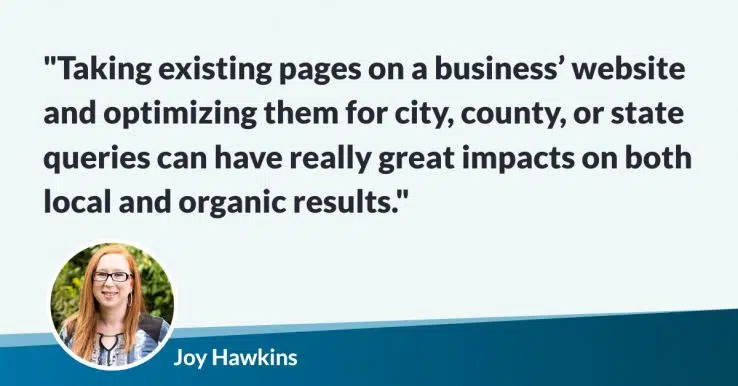 "Taking existing pages on a business’ website
and optimizing them for city, county, or state
queries can have really great impacts on both
local and organic results."
Joy Hawkins